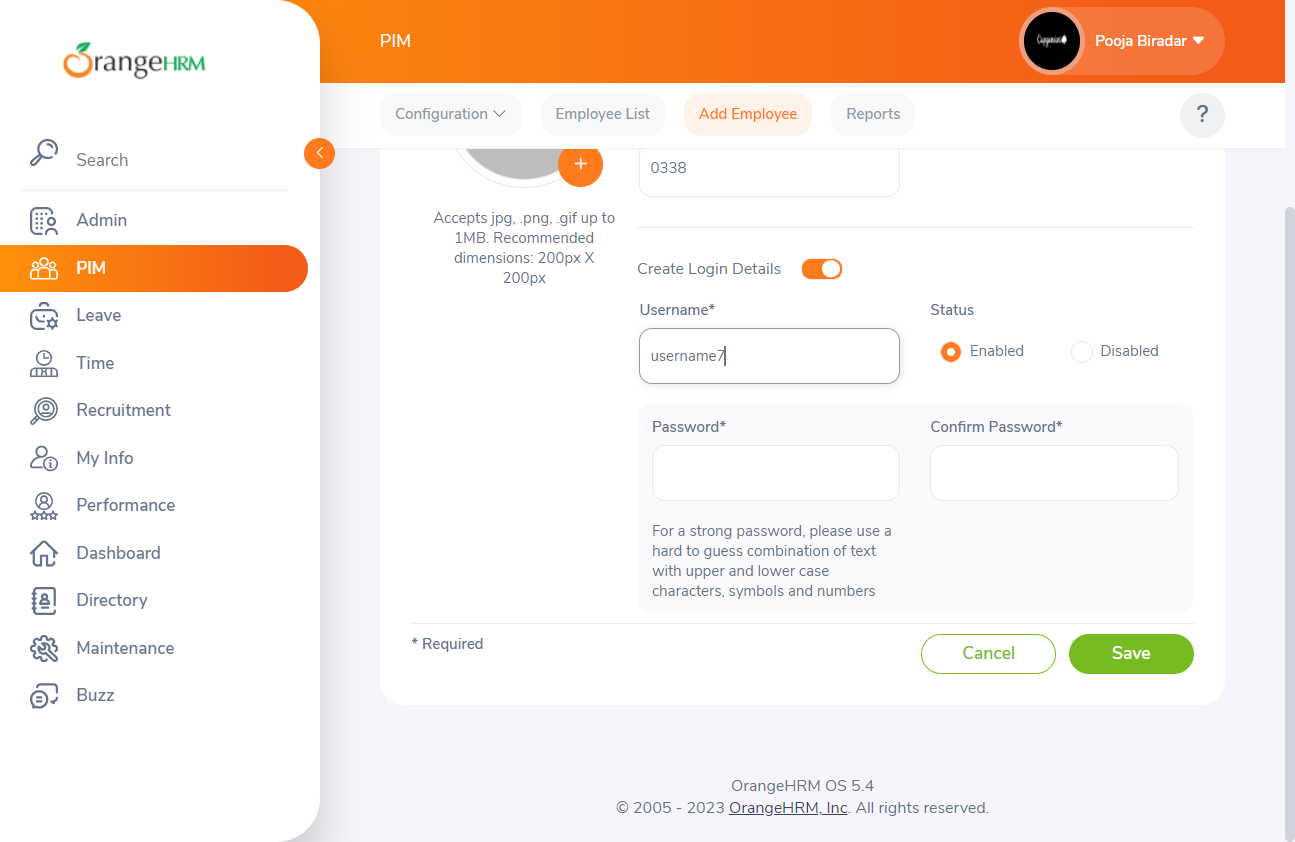 OrangeHRM
Search
Admin
PIM
Leave
Time
Recruitment
My Info
Performance
Dashboard
Directory
Maintenance
Buzz
PIM
Pooja Biradar
Configuration
Employee List
Add Employee
Reports
?
+
Accepts jpg, .png, .gif up to
1MB. Recommended
dimensions: 200px X
200px
0338
Create Login Details
Username*
username7
Status
Enabled
Disabled
Password*
Confirm Password*
For a strong password, please use a
hard to guess combination of text
with upper and lower case
characters, symbols and numbers
* Required
Cancel
Save
OrangeHRM OS 5.4
© 2005 - 2023 OrangeHRM, Inc. All rights reserved.